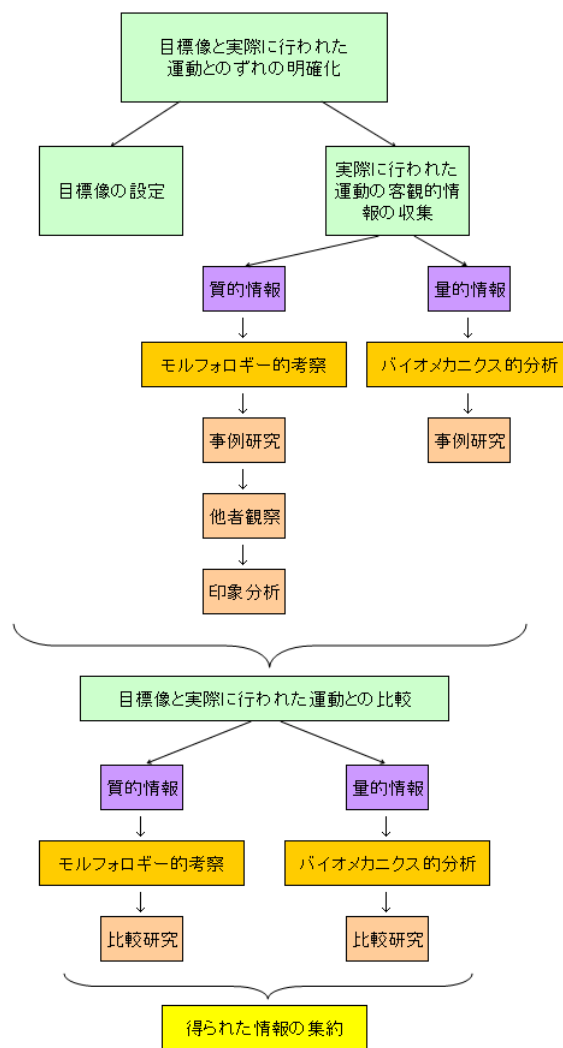 目標像と実際に行われた
運動とのずれの明確化
目標像の設定
実際に行われた
運動の客観的情
報の収集
質的情報
量的情報
モルフォロギー的考察
バイオメカニクス的分析
事例研究
事例研究
他者観察
印象分析
目標像と実際に行われた運動との比較
質的情報
量的情報
モルフォロギー的考察
バイオメカニクス的分析
比較研究
比較研究
得られた情報の集約